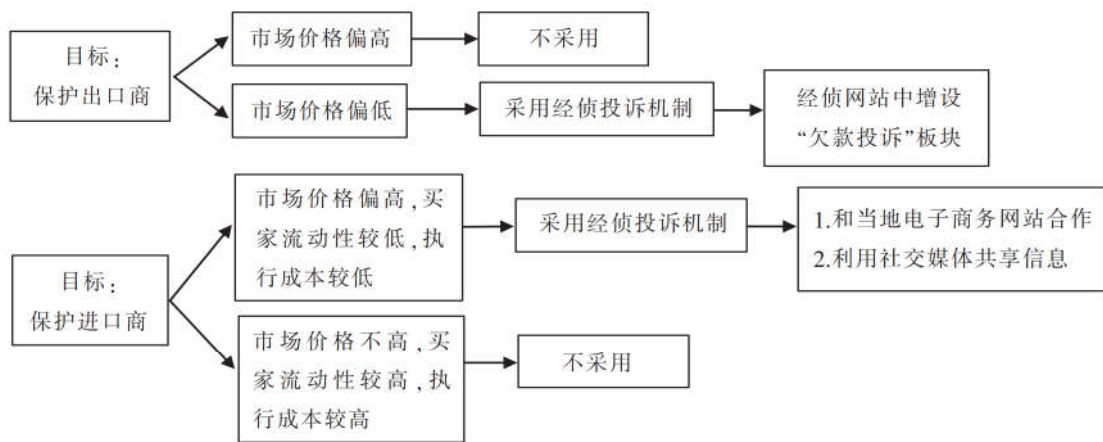 目标：
保护出口商
市场价格偏高
不采用
市场价格偏低
采用经侦投诉机制
经侦网站中增设
“欠款投诉”板块
目标：
保护进口商
市场价格偏高，买
家流动性较低，执
行成本较低
采用经侦投诉机制
1.和当地电子商务网站合作
2.利用社交媒体共享信息
市场价格不高，买
家流动性较高，执
行成本较高
不采用